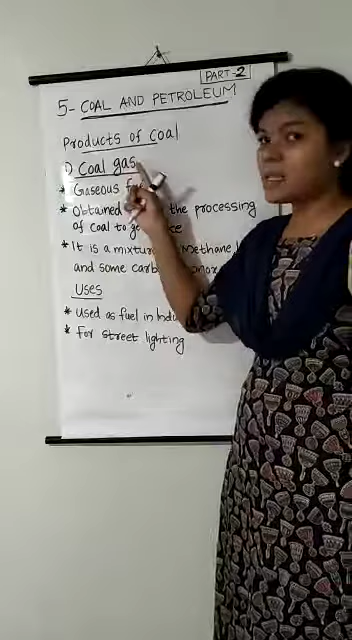 PART-2
5- COAL AND PETROLEUM
Products of Coal
1) Coal gas
* Gaseous
* Obtained the processing
of coal to
* It is a mixture Methane,
and some
Uses
* used as fuel in
* For street lighting